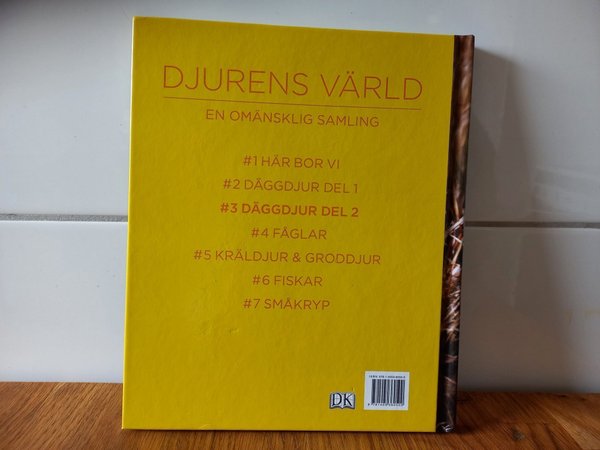 DJURENS VÄRLD
EN OMÄNSKLIG SAMLING
#1 HÄR BOR VI
#2 DÄGGDJUR DEL 1
#3 DÄGGDJUR DEL 2
#4 FÅGLAR
#5 KRÄLDJUR & GRODDJUR
#6 FISKAR
#7 SMÅKRYP
DK